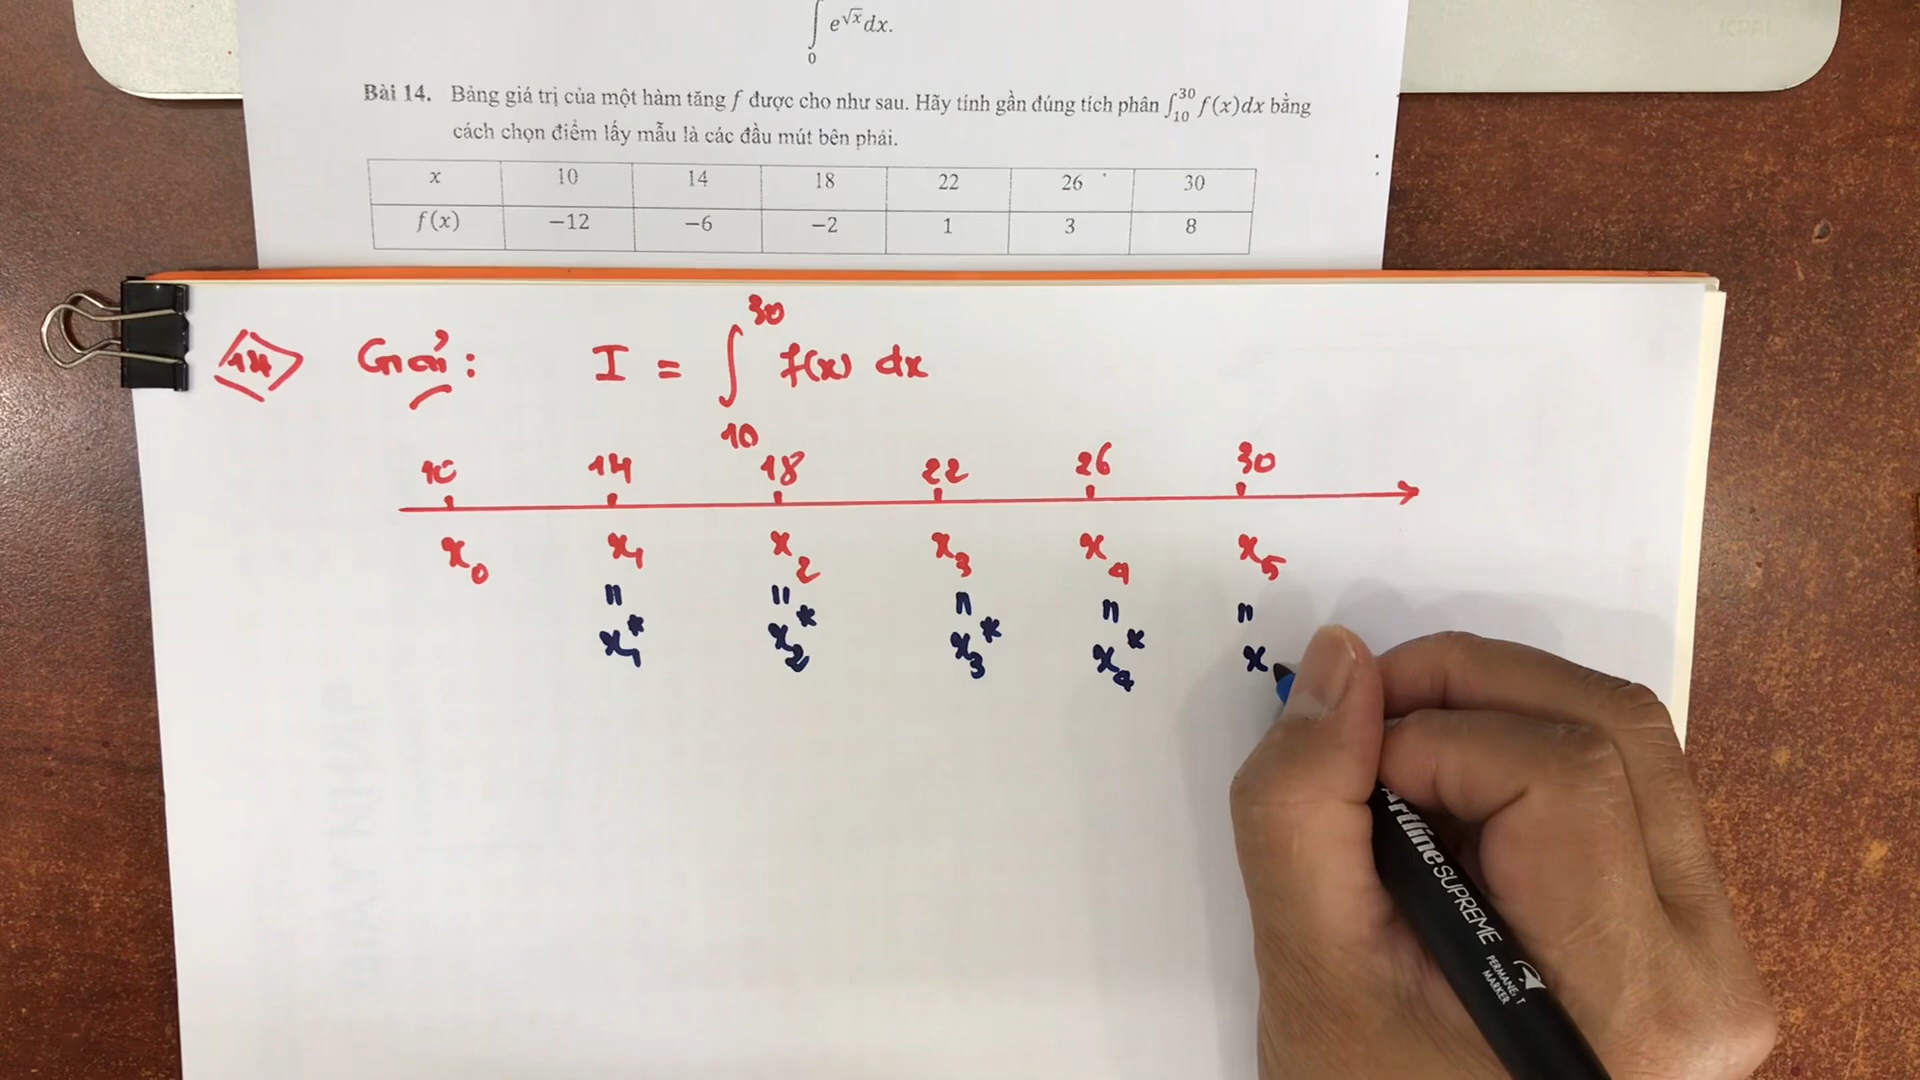 ∫₀ e^√x dx.
Bài 14. Bảng giá trị của một hàm tăng f được cho như sau. Hãy tính gần đúng tích phân ∫₁₀³⁰ f(x)dx bằng
cách chọn điểm lấy mẫu là các đầu mút bên phải.
x 10 14 18 22 26 30
f(x) −12 −6 −2 1 3 8
14 Giải: I = ∫₁₀³⁰ f(x) dx
10 14 18 22 26 30
x₀ x₁ x₂ x₃ x₄ x₅
= = = = =
x₁* x₂* x₃* x₄* x
Artline SUPREME
PERMANENT
MARKER